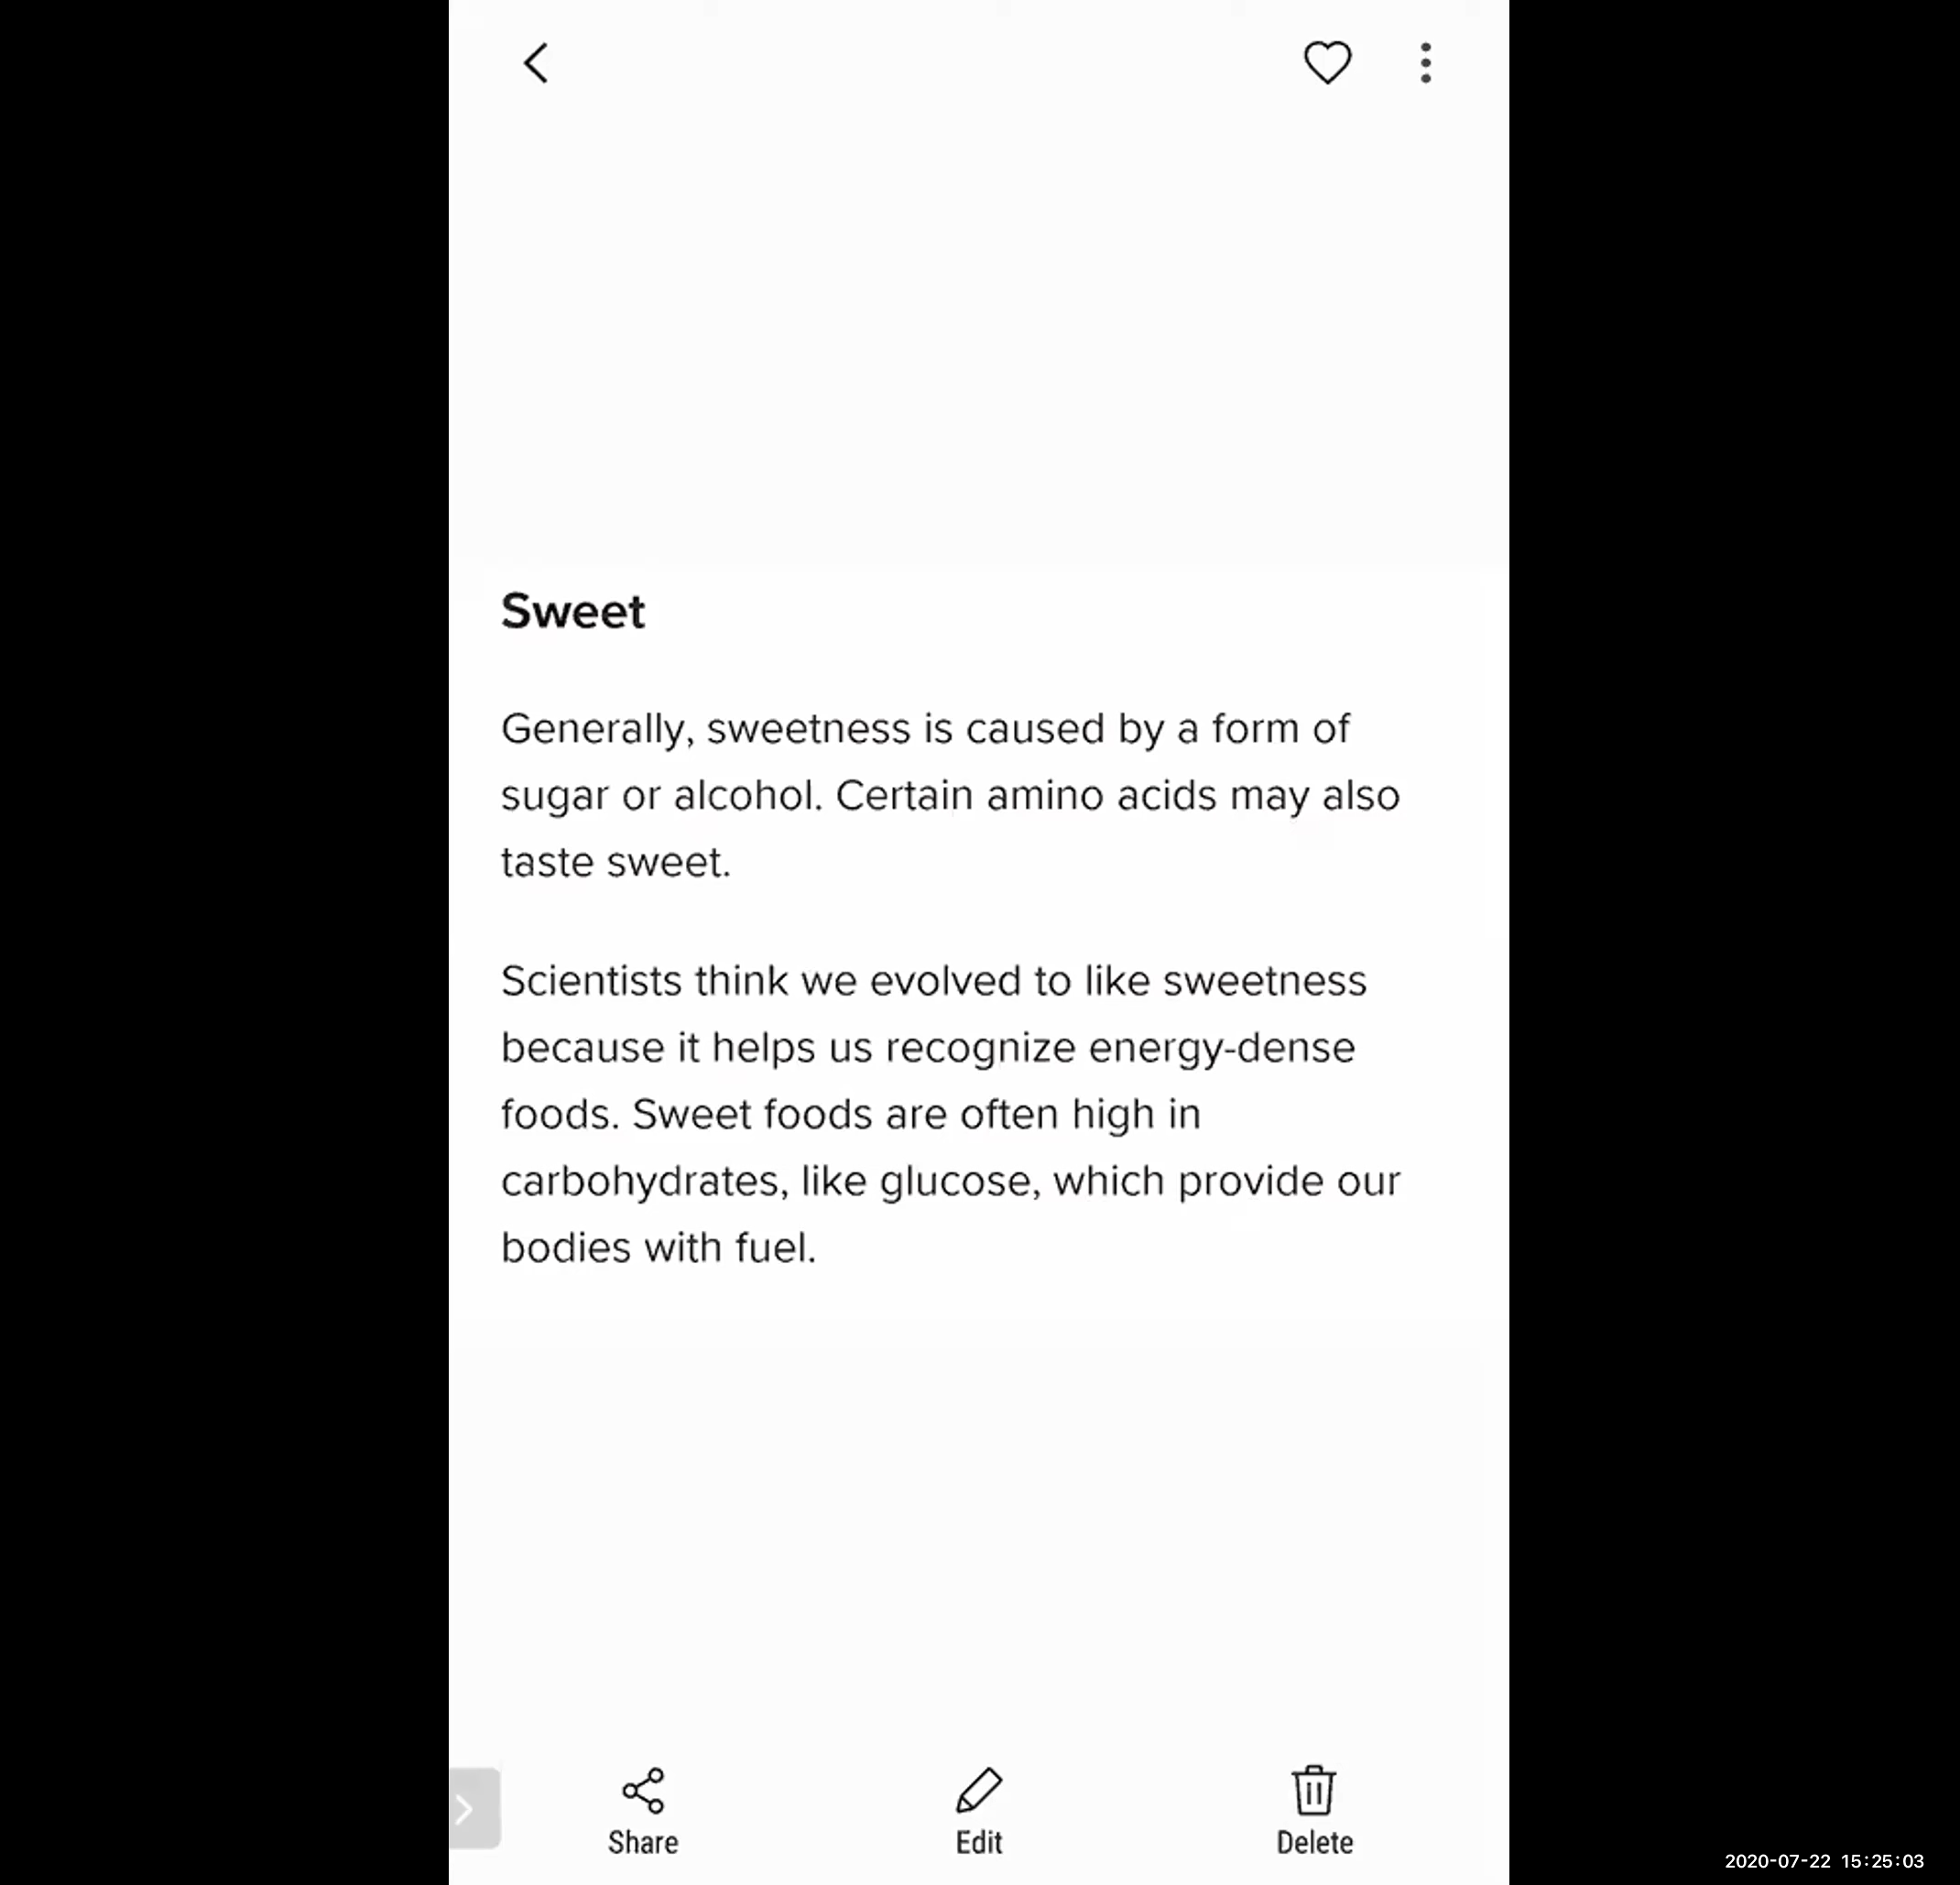 Sweet
Generally, sweetness is caused by a form of
sugar or alcohol. Certain amino acids may also
taste sweet.
Scientists think we evolved to like sweetness
because it helps us recognize energy-dense
foods. Sweet foods are often high in
carbohydrates, like glucose, which provide our
bodies with fuel.
Share Edit Delete
2020-07-22 15:25:03